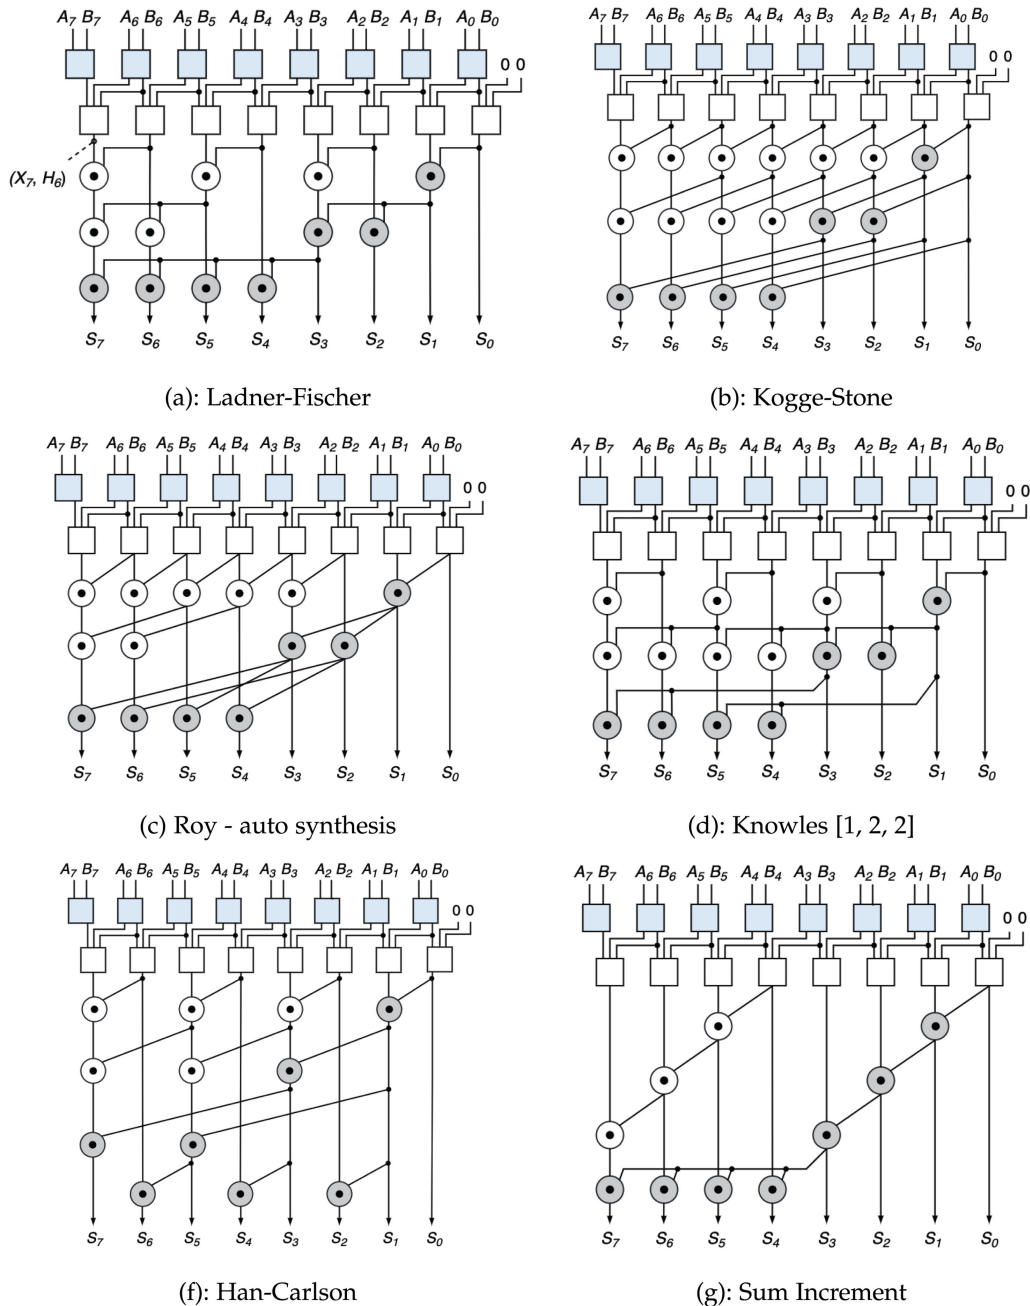 A7 B7 A6 B6 A5 B5 A4 B4 A3 B3 A2 B2 A1 B1 A0 B0
0 0
(X7, H6)
S7 S6 S5 S4 S3 S2 S1 S0
(a): Ladner-Fischer
A7 B7 A6 B6 A5 B5 A4 B4 A3 B3 A2 B2 A1 B1 A0 B0
0 0
S7 S6 S5 S4 S3 S2 S1 S0
(b): Kogge-Stone
A7 B7 A6 B6 A5 B5 A4 B4 A3 B3 A2 B2 A1 B1 A0 B0
0 0
S7 S6 S5 S4 S3 S2 S1 S0
(c) Roy - auto synthesis
A7 B7 A6 B6 A5 B5 A4 B4 A3 B3 A2 B2 A1 B1 A0 B0
0 0
S7 S6 S5 S4 S3 S2 S1 S0
(d): Knowles [1, 2, 2]
A7 B7 A6 B6 A5 B5 A4 B4 A3 B3 A2 B2 A1 B1 A0 B0
0 0
S7 S6 S5 S4 S3 S2 S1 S0
(f): Han-Carlson
A7 B7 A6 B6 A5 B5 A4 B4 A3 B3 A2 B2 A1 B1 A0 B0
0 0
S7 S6 S5 S4 S3 S2 S1 S0
(g): Sum Increment